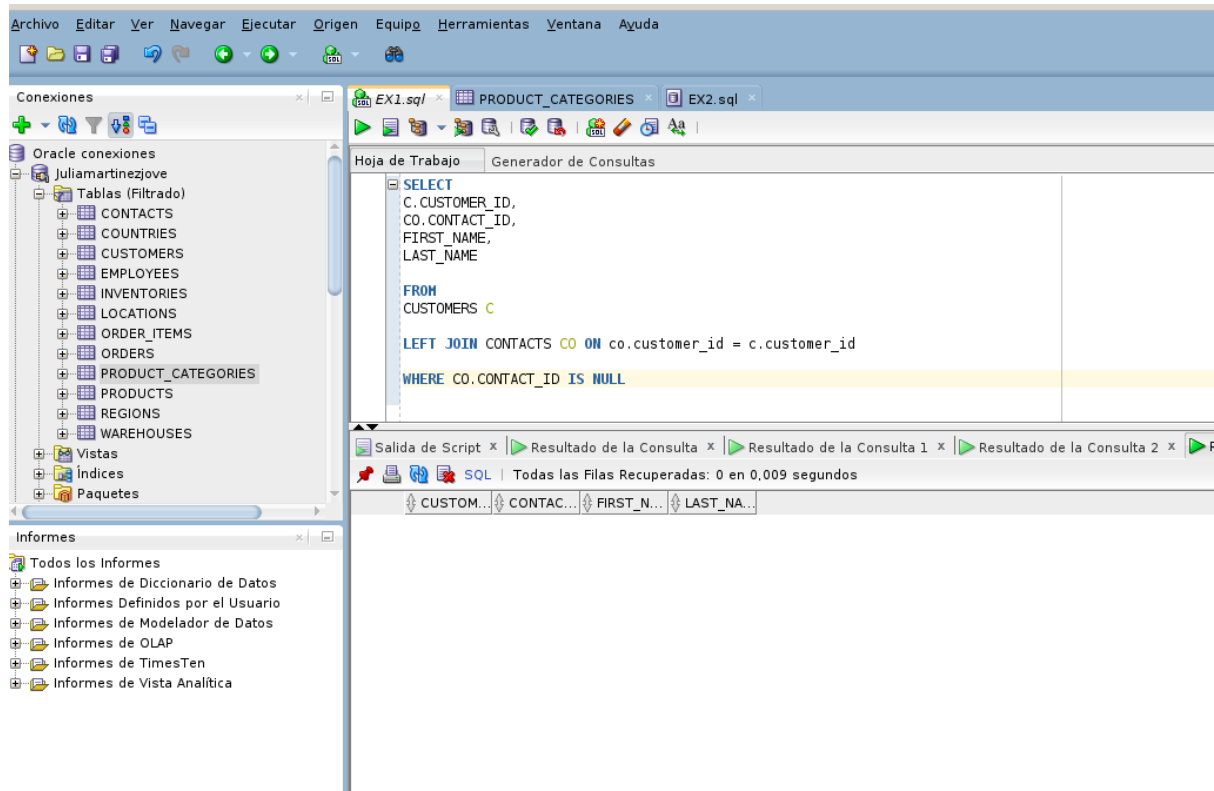 Archivo Editar Ver Navegar Ejecutar Origen Equipo Herramientas Ventana Ayuda
Conexiones
EX1.sql PRODUCT_CATEGORIES EX2.sql
Oracle conexiones
Juliamartinezjove
Tablas (Filtrado)
CONTACTS
COUNTRIES
CUSTOMERS
EMPLOYEES
INVENTORIES
LOCATIONS
ORDER_ITEMS
ORDERS
PRODUCT_CATEGORIES
PRODUCTS
REGIONS
WAREHOUSES
Vistas
Índices
Paquetes
Hoja de Trabajo Generador de Consultas
SELECT
C.CUSTOMER_ID,
CO.CONTACT_ID,
FIRST_NAME,
LAST_NAME
FROM
CUSTOMERS C
LEFT JOIN CONTACTS CO ON co.customer_id = c.customer_id
WHERE CO.CONTACT_ID IS NULL
Salida de Script x Resultado de la Consulta x Resultado de la Consulta 1 x Resultado de la Consulta 2 x
SQL | Todas las Filas Recuperadas: 0 en 0,009 segundos
CUSTOM... CONTAC... FIRST_N... LAST_NA...
Informes
Todos los Informes
Informes de Diccionario de Datos
Informes Definidos por el Usuario
Informes de Modelador de Datos
Informes de OLAP
Informes de TimesTen
Informes de Vista Analítica